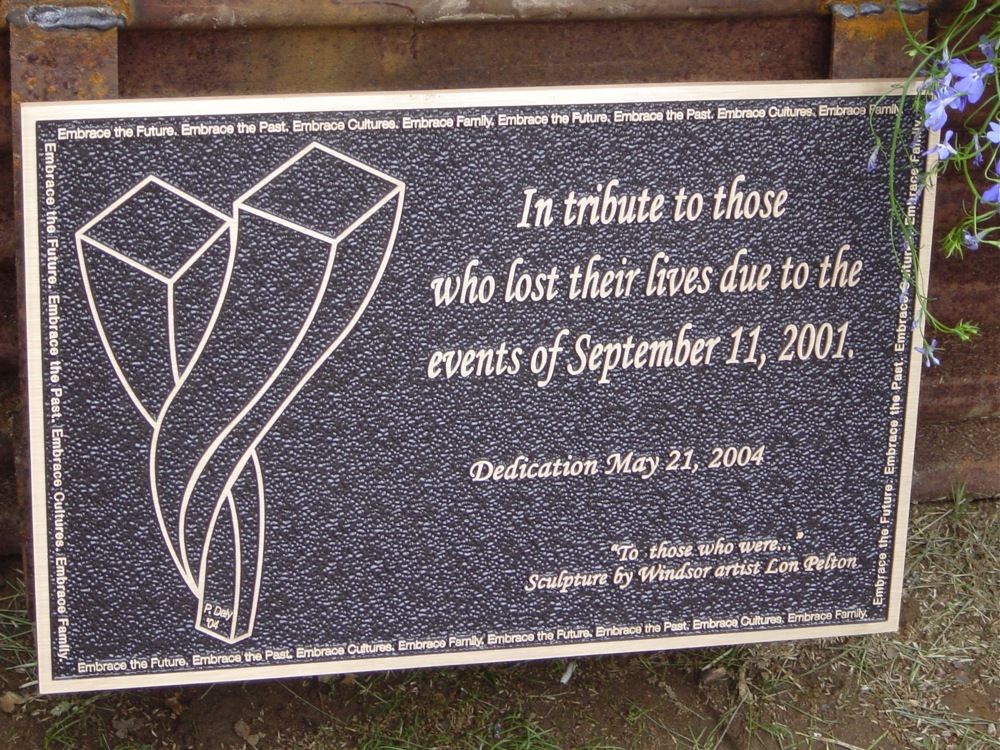 Embrace the Future. Embrace the Past. Embrace Cultures. Embrace Family. Embrace the Future. Embrace the Past. Embrace Cultures. Embrace Family.
Embrace the Future. Embrace the Past. Embrace Cultures. Embrace Family.
In tribute to those
who lost their lives due to the
events of September 11, 2001.
Dedication May 21, 2004
"To those who were..."
Sculpture by Windsor artist Lon Pelton
P. Daly
'04
Embrace the Future. Embrace the Past. Embrace Cultures. Embrace Family.
Embrace the Future. Embrace the Past. Embrace Cultures. Embrace Family. Embrace the Future. Embrace the Past. Embrace Cultures. Embrace Family.